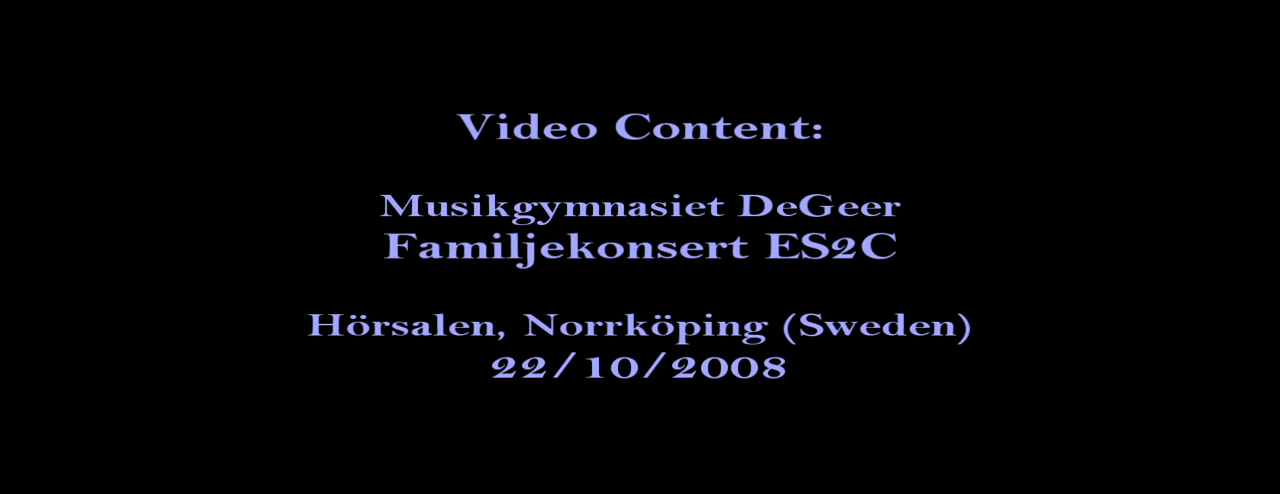 Video Content:
Musikgymnasiet DeGeer
Familjekonsert ES2C
Hörsalen, Norrköping (Sweden)
22/10/2008